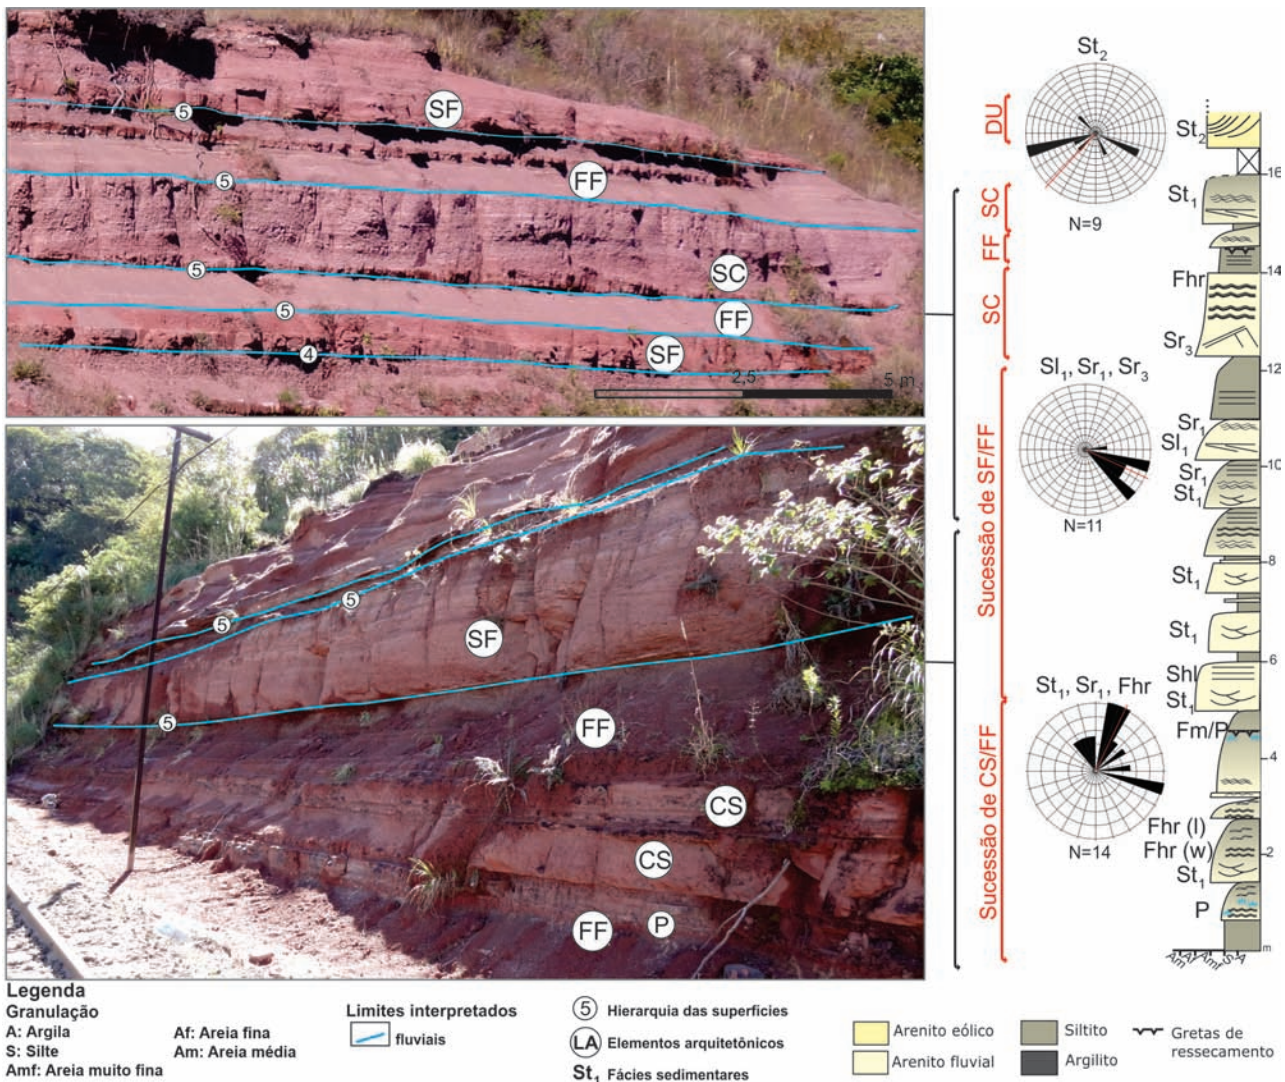 SF
5
FF
5
SC
5
FF
5
SF
4
2,5
5 m
SF
5
5
5
FF
CS
CS
P
FF
DU
SC
FF
SC
Sucessão de SF/FF
Sucessão de CS/FF
St2
N=9
Sl1, Sr1, Sr3
N=11
St1, Sr1, Fhr
N=14
St2
16
St1
14
Fhr
Sr3
12
Sr1
Sl1
10
Sr1
St1
8
St1
St1
6
Shl
St1
Fm/P
4
Fhr (l)
Fhr (w)
2
St1
P
m
Am Af Amf S A
Legenda
Granulação
A: Argila
S: Silte
Amf: Areia muito fina
Af: Areia fina
Am: Areia média
Limites interpretados
fluviais
5 Hierarquia das superficies
LA Elementos arquitetônicos
St1 Fácies sedimentares
Arenito eólico
Arenito fluvial
Siltito
Argilito
Gretas de
ressecamento